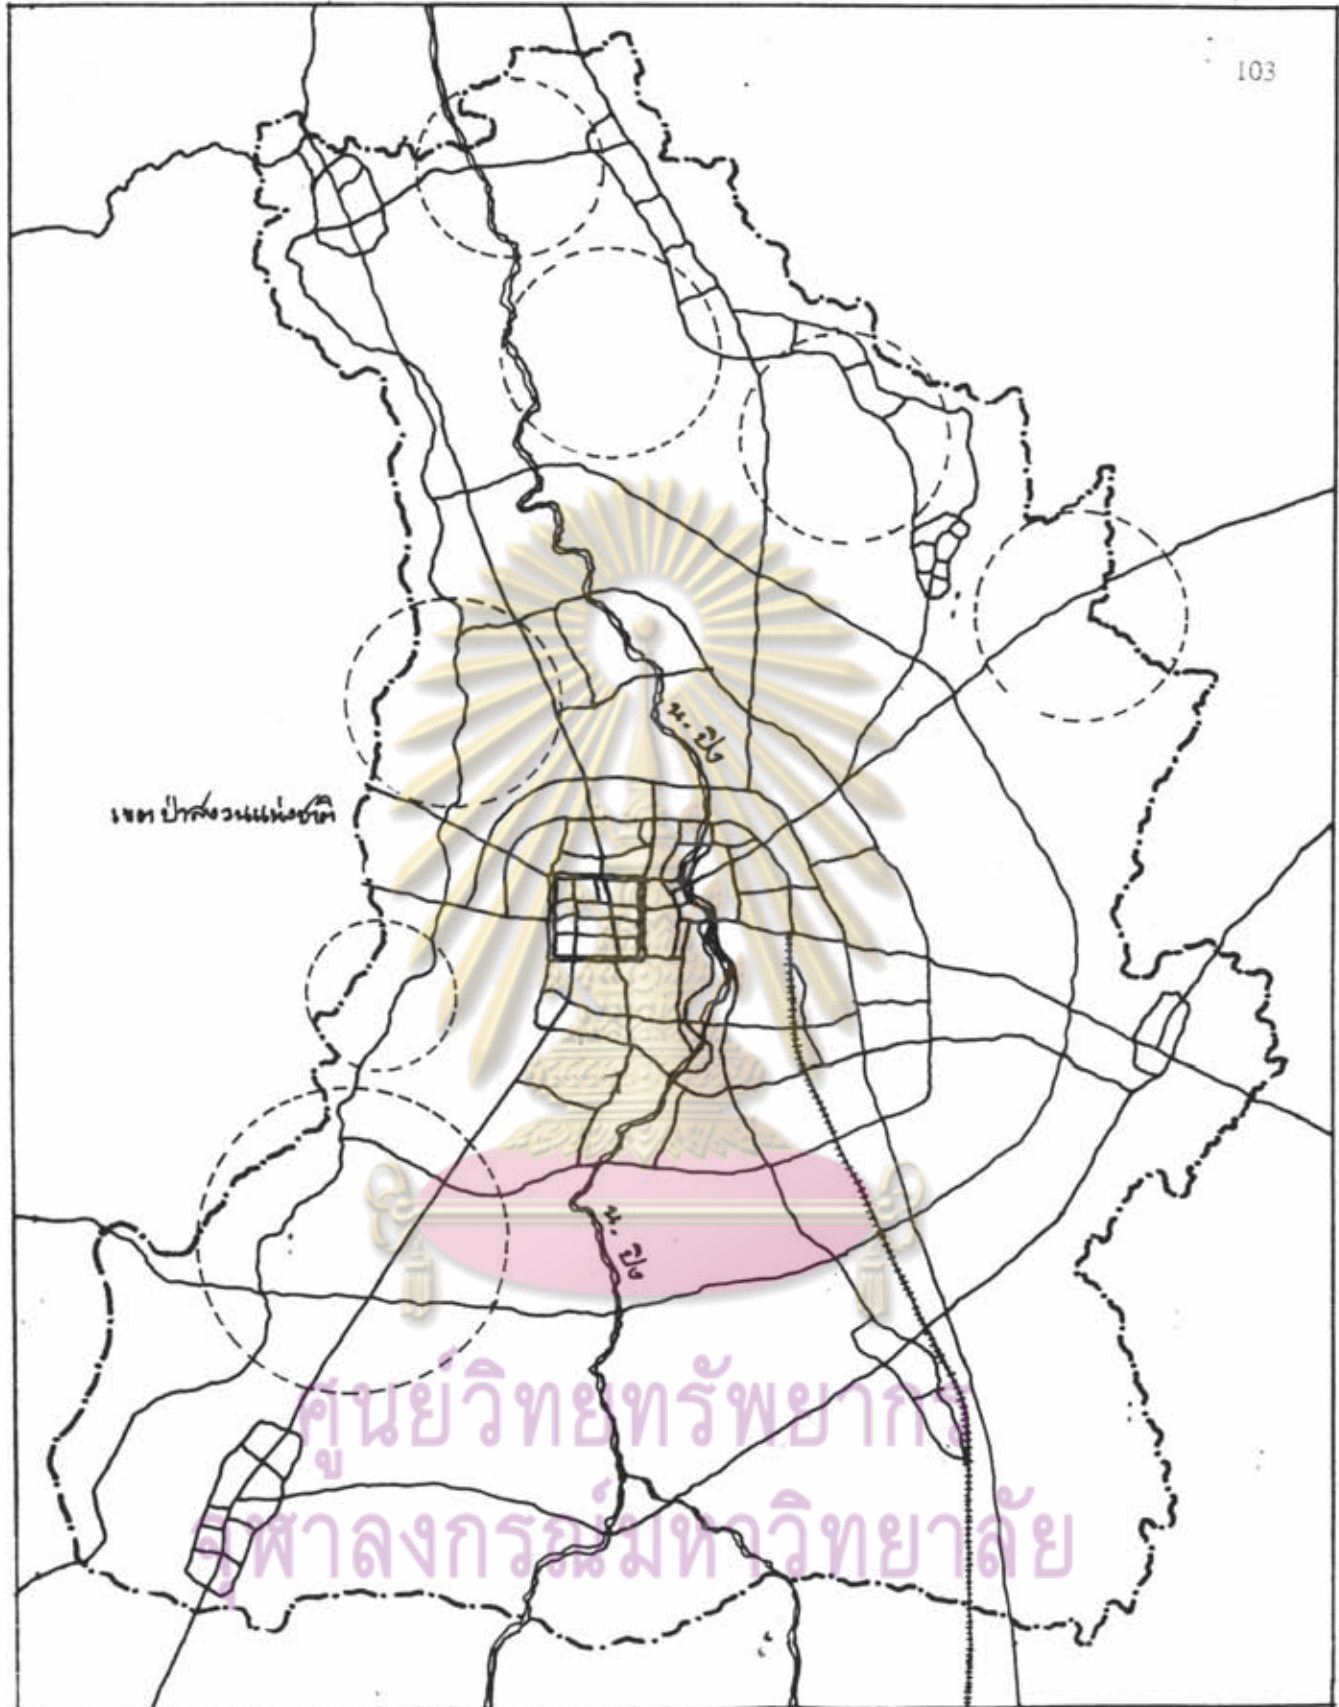 103
น. ปิง
เขตป่าสงวนแห่งชาติ
น. ปิง
ศูนย์วิทยทรัพยากร
จุฬาลงกรณ์มหาวิทยาลัย